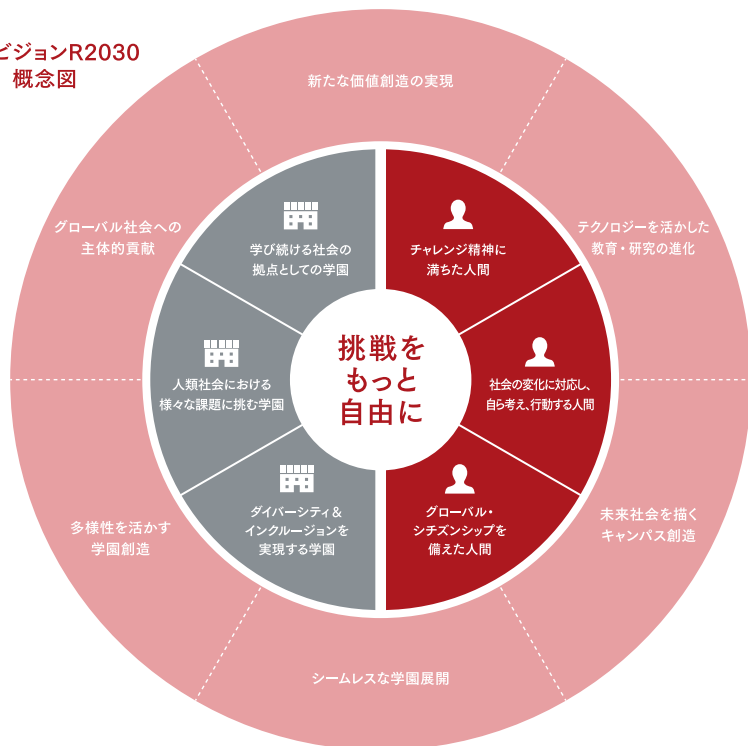 ビジョンR2030
概念図
新たな価値創造の実現
テクノロジーを活かした
教育・研究の進化
未来社会を描く
キャンパス創造
シームレスな学園展開
多様性を活かす
学園創造
グローバル社会への
主体的貢献
学び続ける社会の
拠点としての学園
人類社会における
様々な課題に挑む学園
ダイバーシティ&
インクルージョンを
実現する学園
チャレンジ精神に
満ちた人間
社会の変化に対応し、
自ら考え、行動する人間
グローバル・
シチズンシップを
備えた人間
挑戦を
もっと
自由に